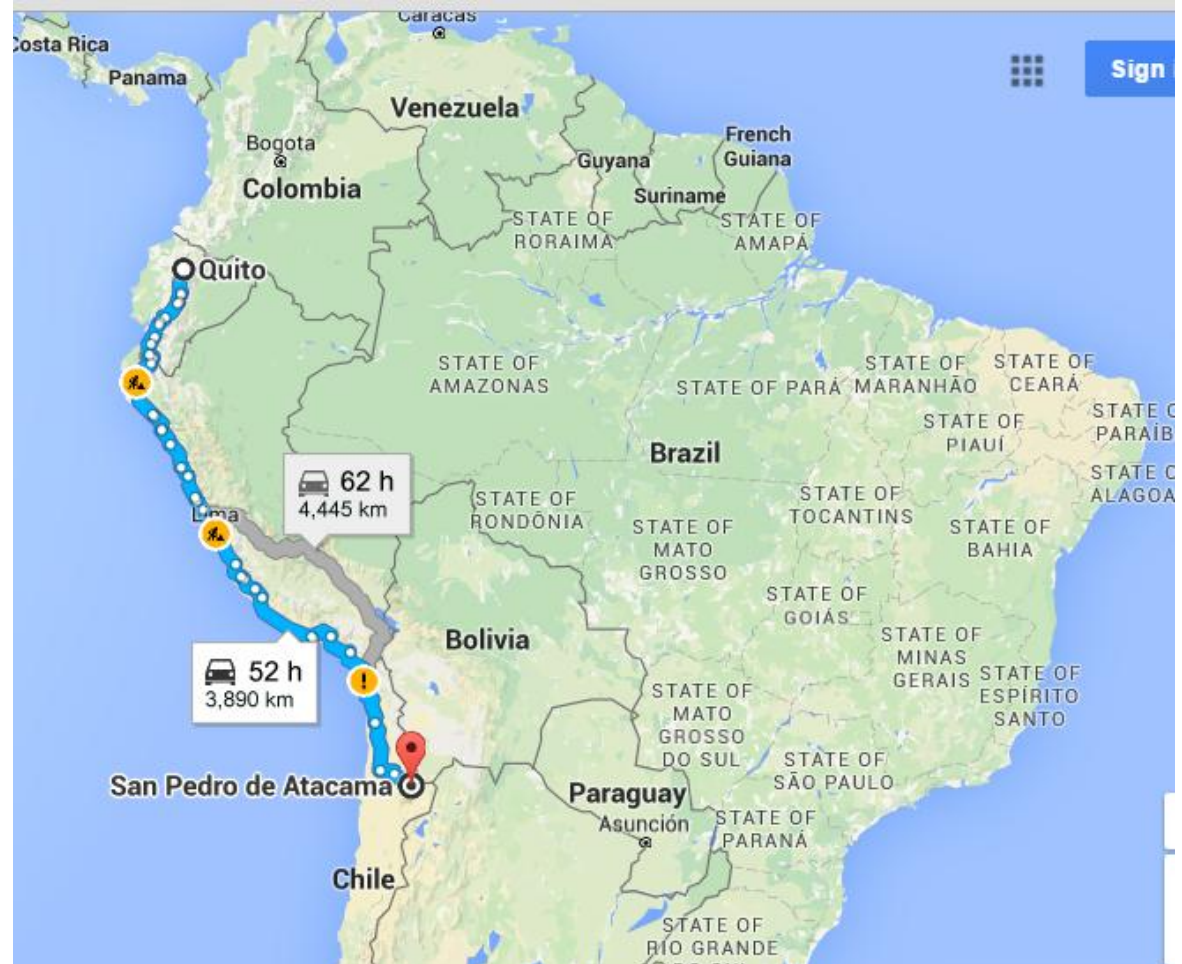 Caracas
Costa Rica
Panama
Sign
Venezuela
Bogota
Colombia
Guyana
French
Guiana
Suriname
STATE OF
RORAIMA
STATE OF
AMAPÁ
Quito
STATE OF
AMAZONAS
STATE OF PARÁ
STATE OF
MARANHÃO
STATE OF
CEARÁ
STATE OF
PIAUÍ
STATE O
PARAÍB
Brazil
STATE O
ALAGOA
62 h
4,445 km
Lima
STATE OF
RONDÔNIA
STATE OF
MATO
GROSSO
STATE OF
TOCANTINS
STATE OF
BAHIA
STATE OF
GOIÁS
Bolivia
STATE OF
MINAS
GERAIS
STATE OF
ESPÍRITO
SANTO
52 h
3,890 km
STATE OF
MATO
GROSSO
DO SUL
STATE OF
SÃO PAULO
San Pedro de Atacama
Paraguay
Asunción
STATE OF
PARANÁ
Chile
STATE OF
RIO GRANDE